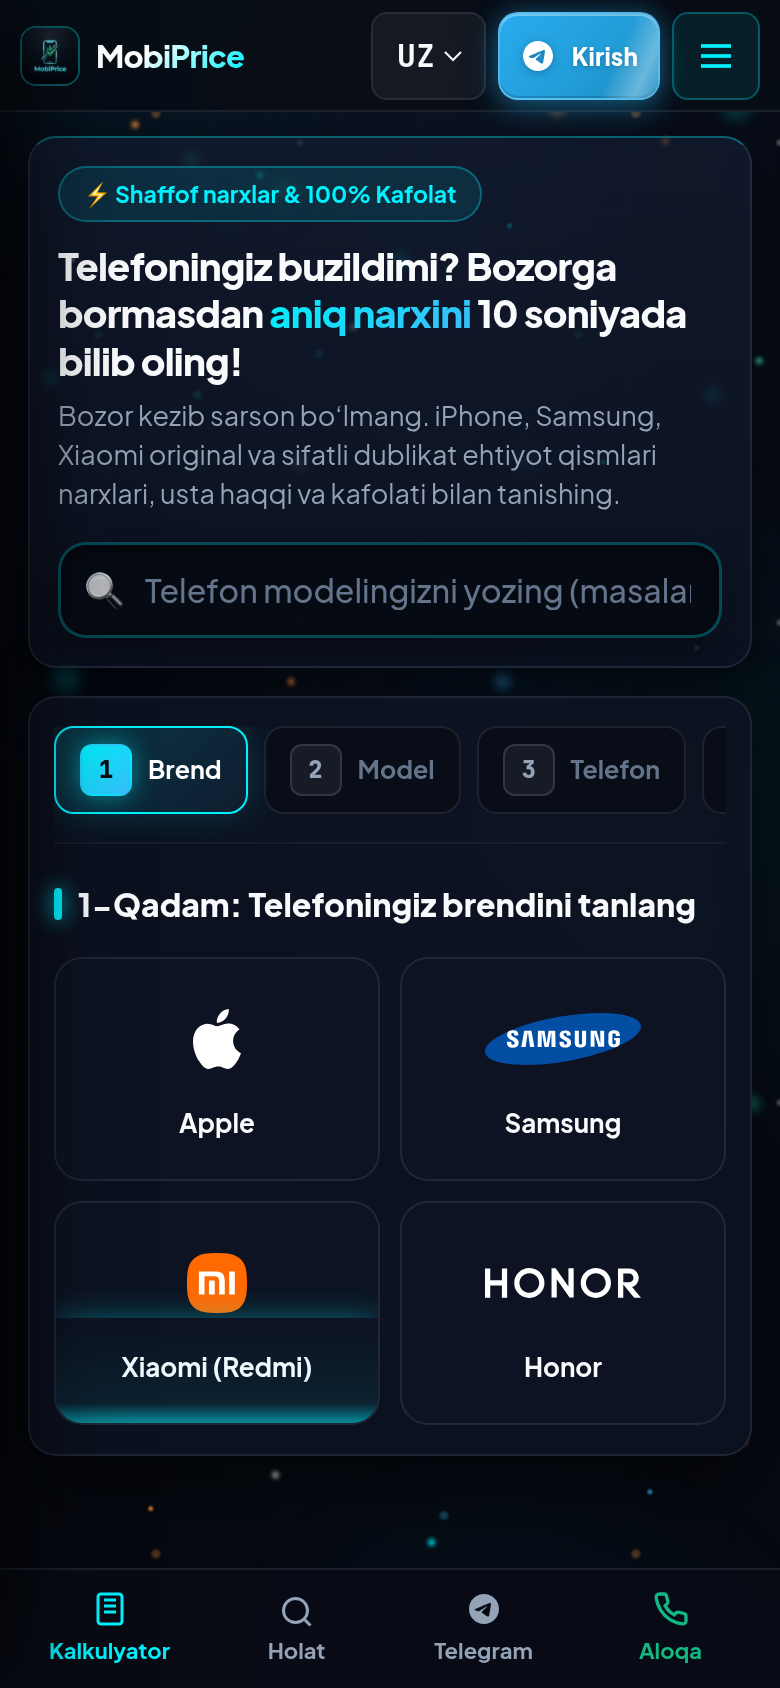 MobiPrice
MobiPrice
UZ
Kirish
⚡ Shaffof narxlar & 100% Kafolat
Telefoningiz buzildimi? Bozorga
bormasdan aniq narxini 10 soniyada
bilib oling!
Bozor kezib sarson bo‘lmang. iPhone, Samsung,
Xiaomi original va sifatli dublikat ehtiyot qismlari
narxlari, usta haqqi va kafolati bilan tanishing.
Telefon modelingizni yozing (masalan
1 Brend
2 Model
3 Telefon
1-Qadam: Telefoningiz brendini tanlang
Apple
SAMSUNG
Samsung
mi
Xiaomi (Redmi)
HONOR
Honor
Kalkulyator
Holat
Telegram
Aloqa